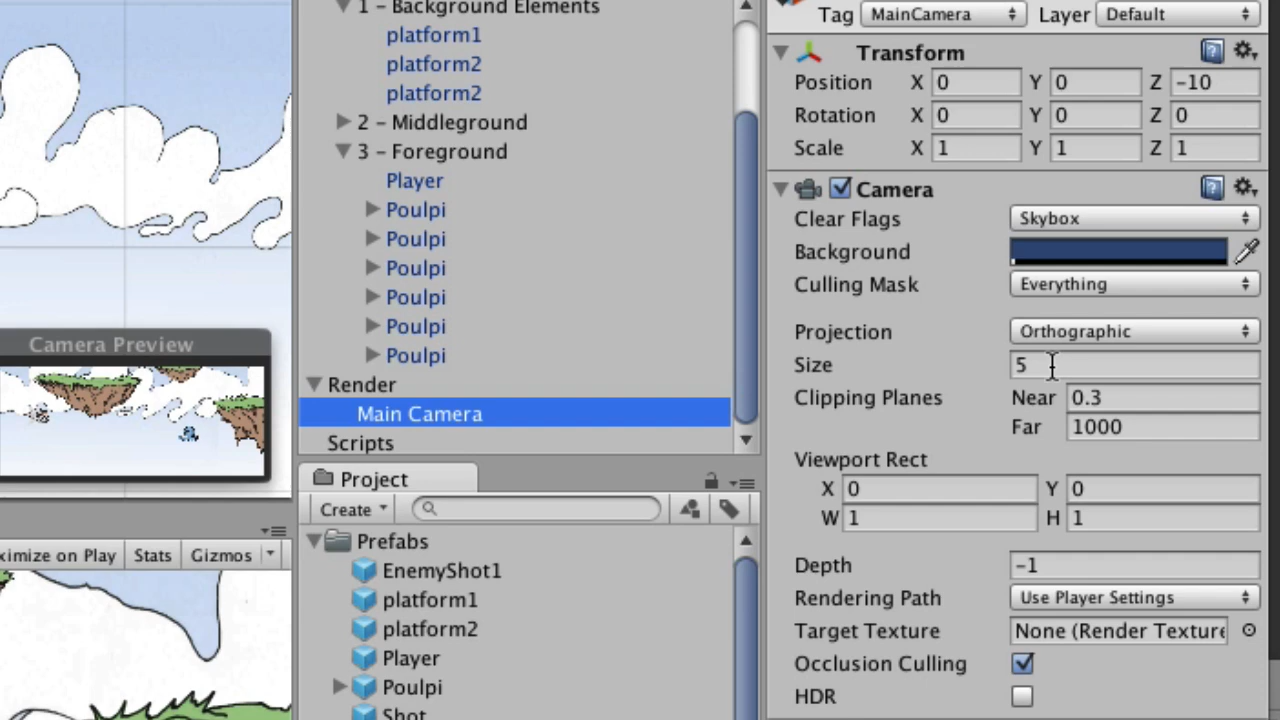 1 – Background Elements
platform1
platform2
platform2
2 – Middleground
3 – Foreground
Player
Poulpi
Poulpi
Poulpi
Poulpi
Poulpi
Poulpi
Render
Main Camera
Scripts
Camera Preview
ximize on Play Stats Gizmos
Project
Create
Prefabs
EnemyShot1
platform1
platform2
Player
Poulpi
Shot
Tag MainCamera Layer Default
Transform
Position X 0 Y 0 Z -10
Rotation X 0 Y 0 Z 0
Scale X 1 Y 1 Z 1
Camera
Clear Flags Skybox
Background
Culling Mask Everything
Projection Orthographic
Size 5
Clipping Planes Near 0.3
Far 1000
Viewport Rect
X 0 Y 0
W 1 H 1
Depth -1
Rendering Path Use Player Settings
Target Texture None (Render Texture
Occlusion Culling
HDR